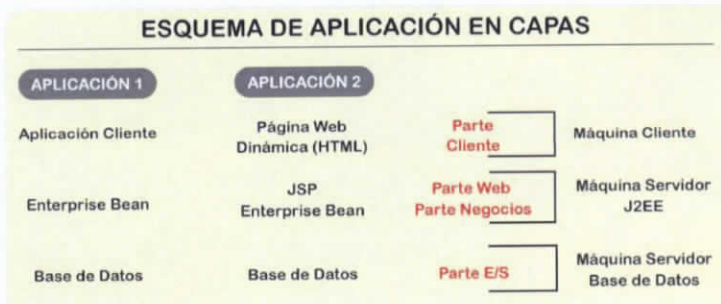 ESQUEMA DE APLICACIÓN EN CAPAS
APLICACIÓN 1
APLICACIÓN 2
Aplicación Cliente
Página Web
Dinámica (HTML)
Parte
Cliente
Máquina Cliente
Enterprise Bean
JSP
Enterprise Bean
Parte Web
Parte Negocios
Máquina Servidor
J2EE
Base de Datos
Base de Datos
Parte E/S
Máquina Servidor
Base de Datos